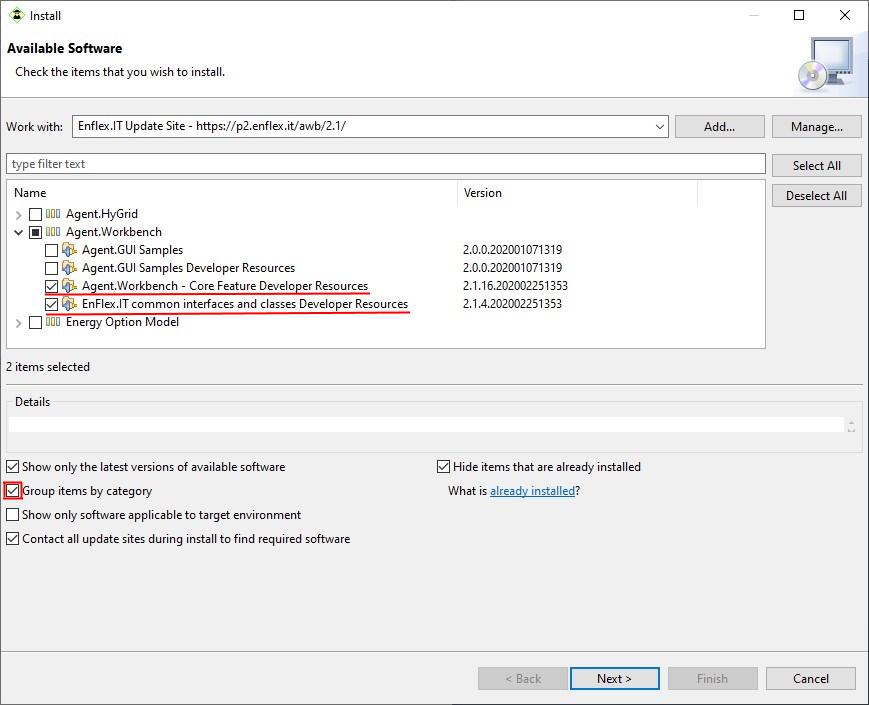 Install
Available Software
Check the items that you wish to install.
Work with: Enflex.IT Update Site - https://p2.enflex.it/awb/2.1/ Add... Manage...
type filter text Select All
Name Version Deselect All
Agent.HyGrid
Agent.Workbench
Agent.GUI Samples 2.0.0.202001071319
Agent.GUI Samples Developer Resources 2.0.0.202001071319
Agent.Workbench - Core Feature Developer Resources 2.1.16.202002251353
EnFlex.IT common interfaces and classes Developer Resources 2.1.4.202002251353
Energy Option Model
2 items selected
Details
Show only the latest versions of available software Hide items that are already installed
Group items by category What is already installed?
Show only software applicable to target environment
Contact all update sites during install to find required software
< Back Next > Finish Cancel